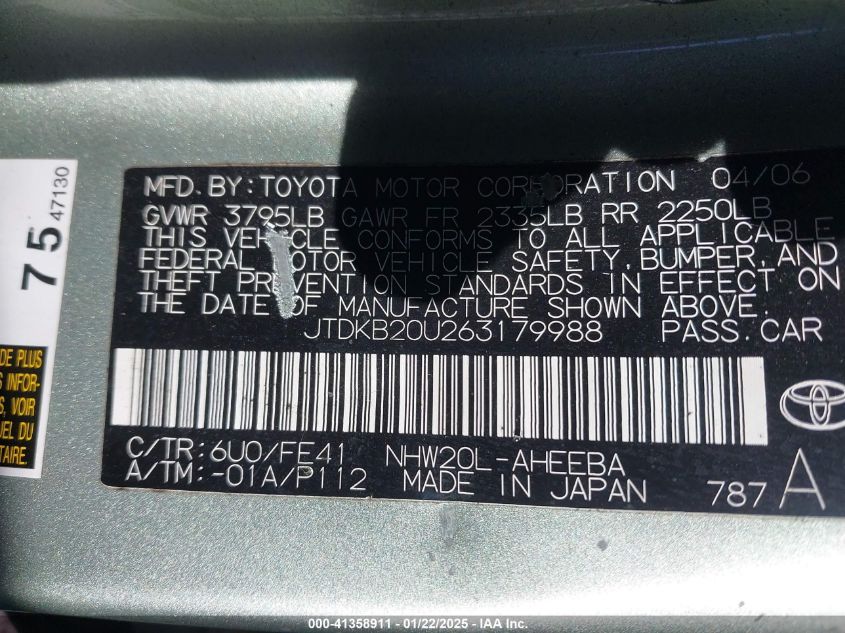 75 47130
DE PLUS
S INFOR-
S, VOIR
UEL DU
TAIRE.
MFD. BY: TOYOTA MOTOR CORPORATION 04/06
GVWR 3795LB GAWR FR 2335LB RR 2250LB
THIS VEHICLE CONFORMS TO ALL APPLICABLE
FEDERAL MOTOR VEHICLE SAFETY, BUMPER, AND
THEFT PREVENTION STANDARDS IN EFFECT ON
THE DATE OF MANUFACTURE SHOWN ABOVE.
JTDKB20U263179988 PASS. CAR
C/TR: 6U0/FE41 NHW20L-AHEEBA
A/TM: -01A/P112 MADE IN JAPAN 787 A
000-41358911 - 01/22/2025 - IAA Inc.